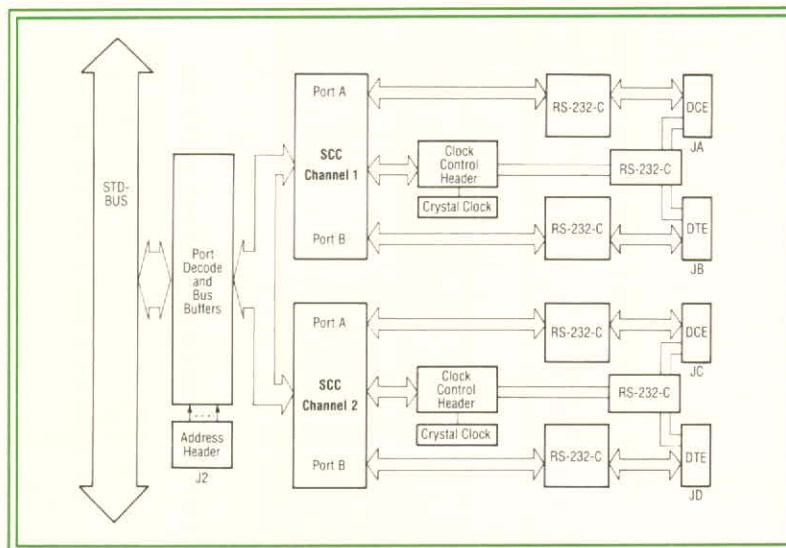 STD-
BUS
Port
Decode
and
Bus
Buffers
Address
Header
J2
Port A
SCC
Channel 1
Port B
Clock
Control
Header
Crystal Clock
RS-232-C
RS-232-C
RS-232-C
DCE
JA
DTE
JB
Port A
SCC
Channel 2
Port B
Clock
Control
Header
Crystal Clock
RS-232-C
RS-232-C
RS-232-C
DCE
JC
DTE
JD